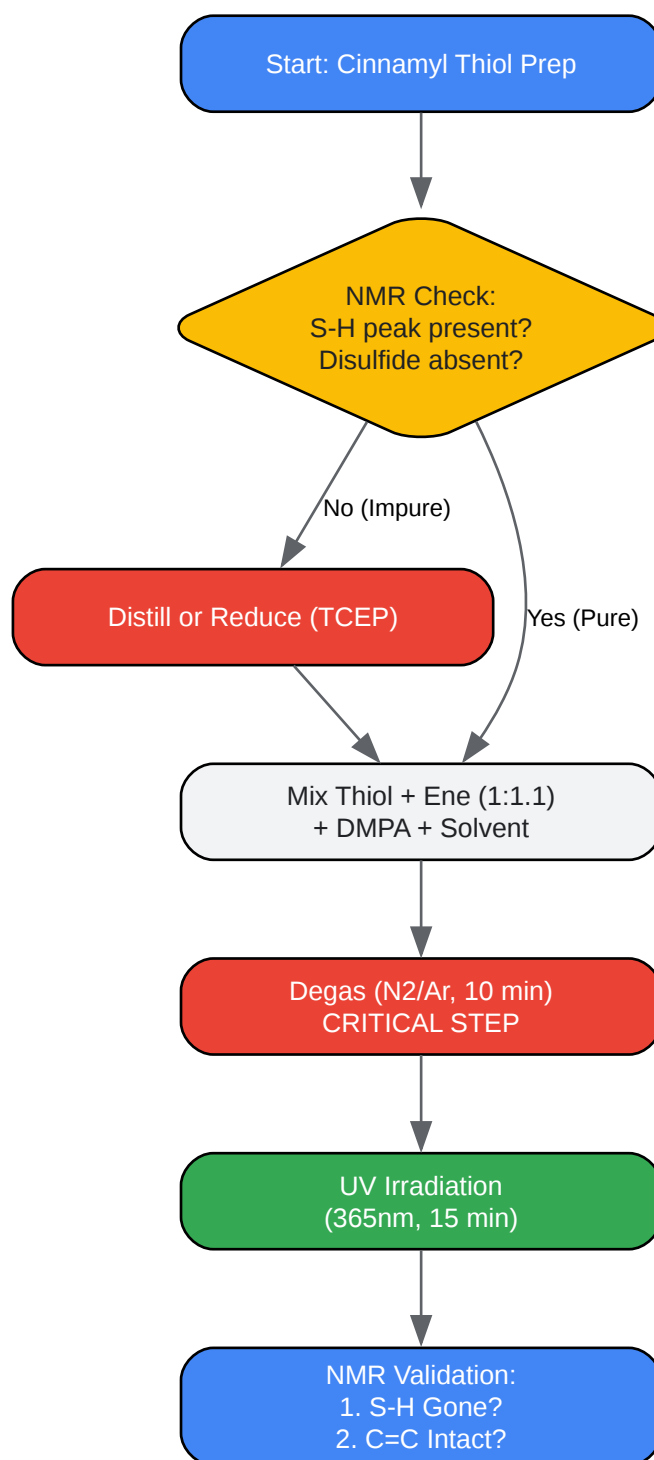 Start: Cinnamyl Thiol Prep
NMR Check:
S-H peak present?
Disulfide absent?
No (Impure)
Distill or Reduce (TCEP)
Yes (Pure)
Mix Thiol + Ene (1:1.1)
+ DMPA + Solvent
Degas (N2/Ar, 10 min)
CRITICAL STEP
UV Irradiation
(365nm, 15 min)
NMR Validation:
1. S-H Gone?
2. C=C Intact?